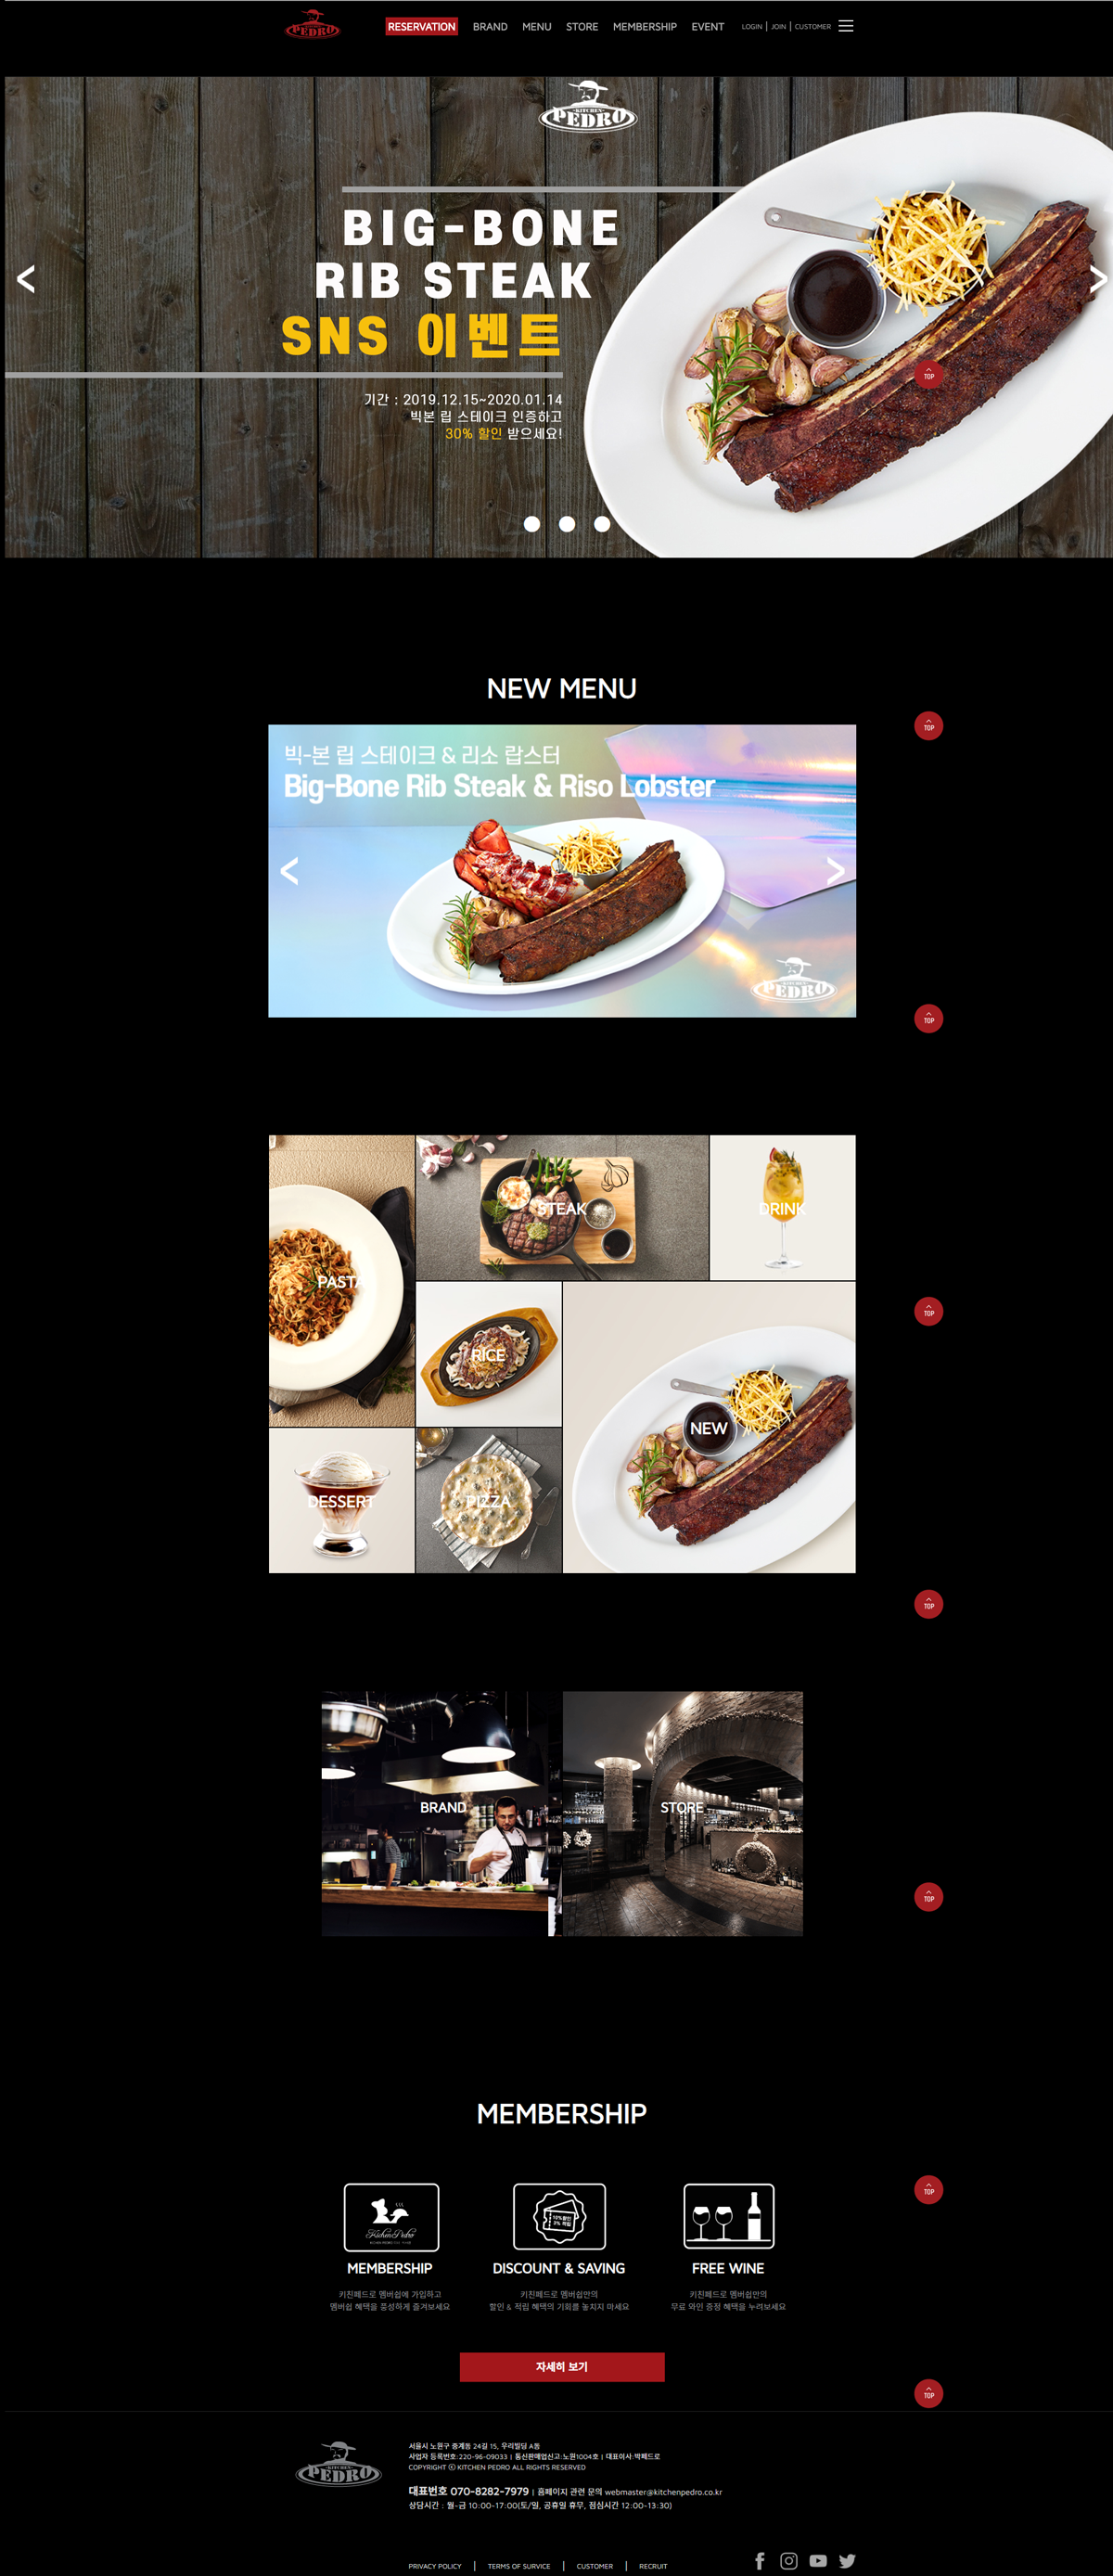 KITCHEN
PEDRO
RESERVATION BRAND MENU STORE MEMBERSHIP EVENT LOGIN | JOIN | CUSTOMER
KITCHEN
PEDRO
BIG-BONE
RIB STEAK
SNS 이벤트
기간 : 2019.12.15~2020.01.14
빅본 립 스테이크 인증하고
30% 할인 받으세요!
TOP
NEW MENU
TOP
빅-본 립 스테이크 & 리소 랍스터
Big-Bone Rib Steak & Riso Lobster
KITCHEN
PEDRO
TOP
STEAK
DRINK
PASTA
TOP
RICE
NEW
DESSERT
PIZZA
TOP
BRAND
STORE
TOP
MEMBERSHIP
TOP
Kitchen Pedro
10%할인
3% 적립
MEMBERSHIP
DISCOUNT & SAVING
FREE WINE
키친페드로 멤버쉽에 가입하고
멤버쉽 혜택을 풍성하게 즐겨보세요
키친페드로 멤버쉽만의
할인 & 적립 혜택의 기회를 놓치지 마세요
키친페드로 멤버쉽만의
무료 와인 증정 혜택을 누려보세요
자세히 보기
TOP
KITCHEN
PEDRO
서울시 노원구 중계동 24길 15, 우리빌딩 A동
사업자 등록번호:220-96-09033 | 통신판매업신고:노원1004호 | 대표이사:박페드로
COPYRIGHT ⓒ KITCHEN PEDRO ALL RIGHTS RESERVED
대표번호 070-8282-7979 | 홈페이지 관련 문의 webmaster@kitchenpedro.co.kr
상담시간 : 월-금 10:00-17:00(토/일, 공휴일 휴무, 점심시간 12:00-13:30)
PRIVACY POLICY | TERMS OF SURVICE | CUSTOMER | RECRUIT